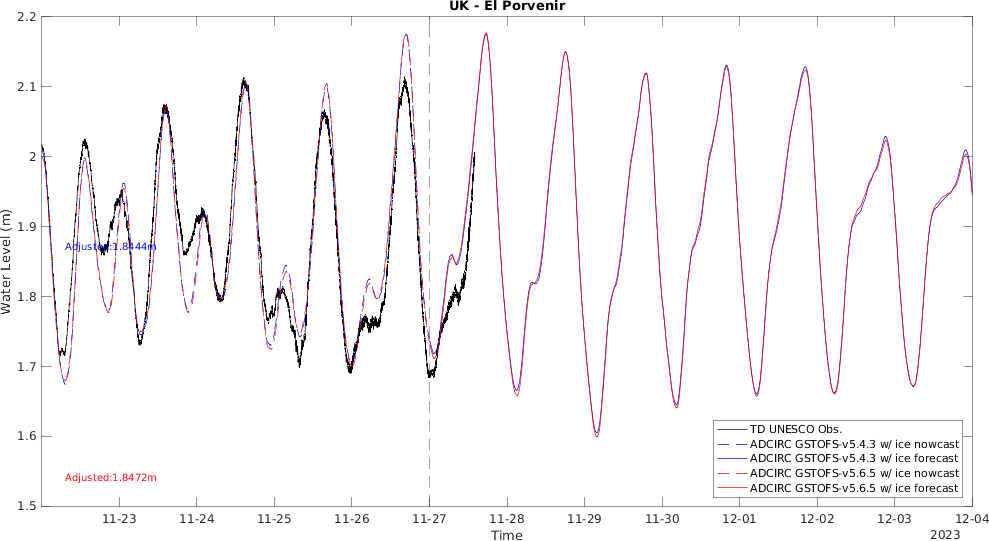 UK - El Porvenir
2.2
2.1
2
1.9
1.8
1.7
1.6
1.5
Water Level (m)
Adjusted:1.8444m
Adjusted:1.8472m
TD UNESCO Obs.
ADCIRC GSTOFS-v5.4.3 w/ ice nowcast
ADCIRC GSTOFS-v5.4.3 w/ ice forecast
ADCIRC GSTOFS-v5.6.5 w/ ice nowcast
ADCIRC GSTOFS-v5.6.5 w/ ice forecast
11-23 11-24 11-25 11-26 11-27 11-28 11-29 11-30 12-01 12-02 12-03 12-04
Time
2023